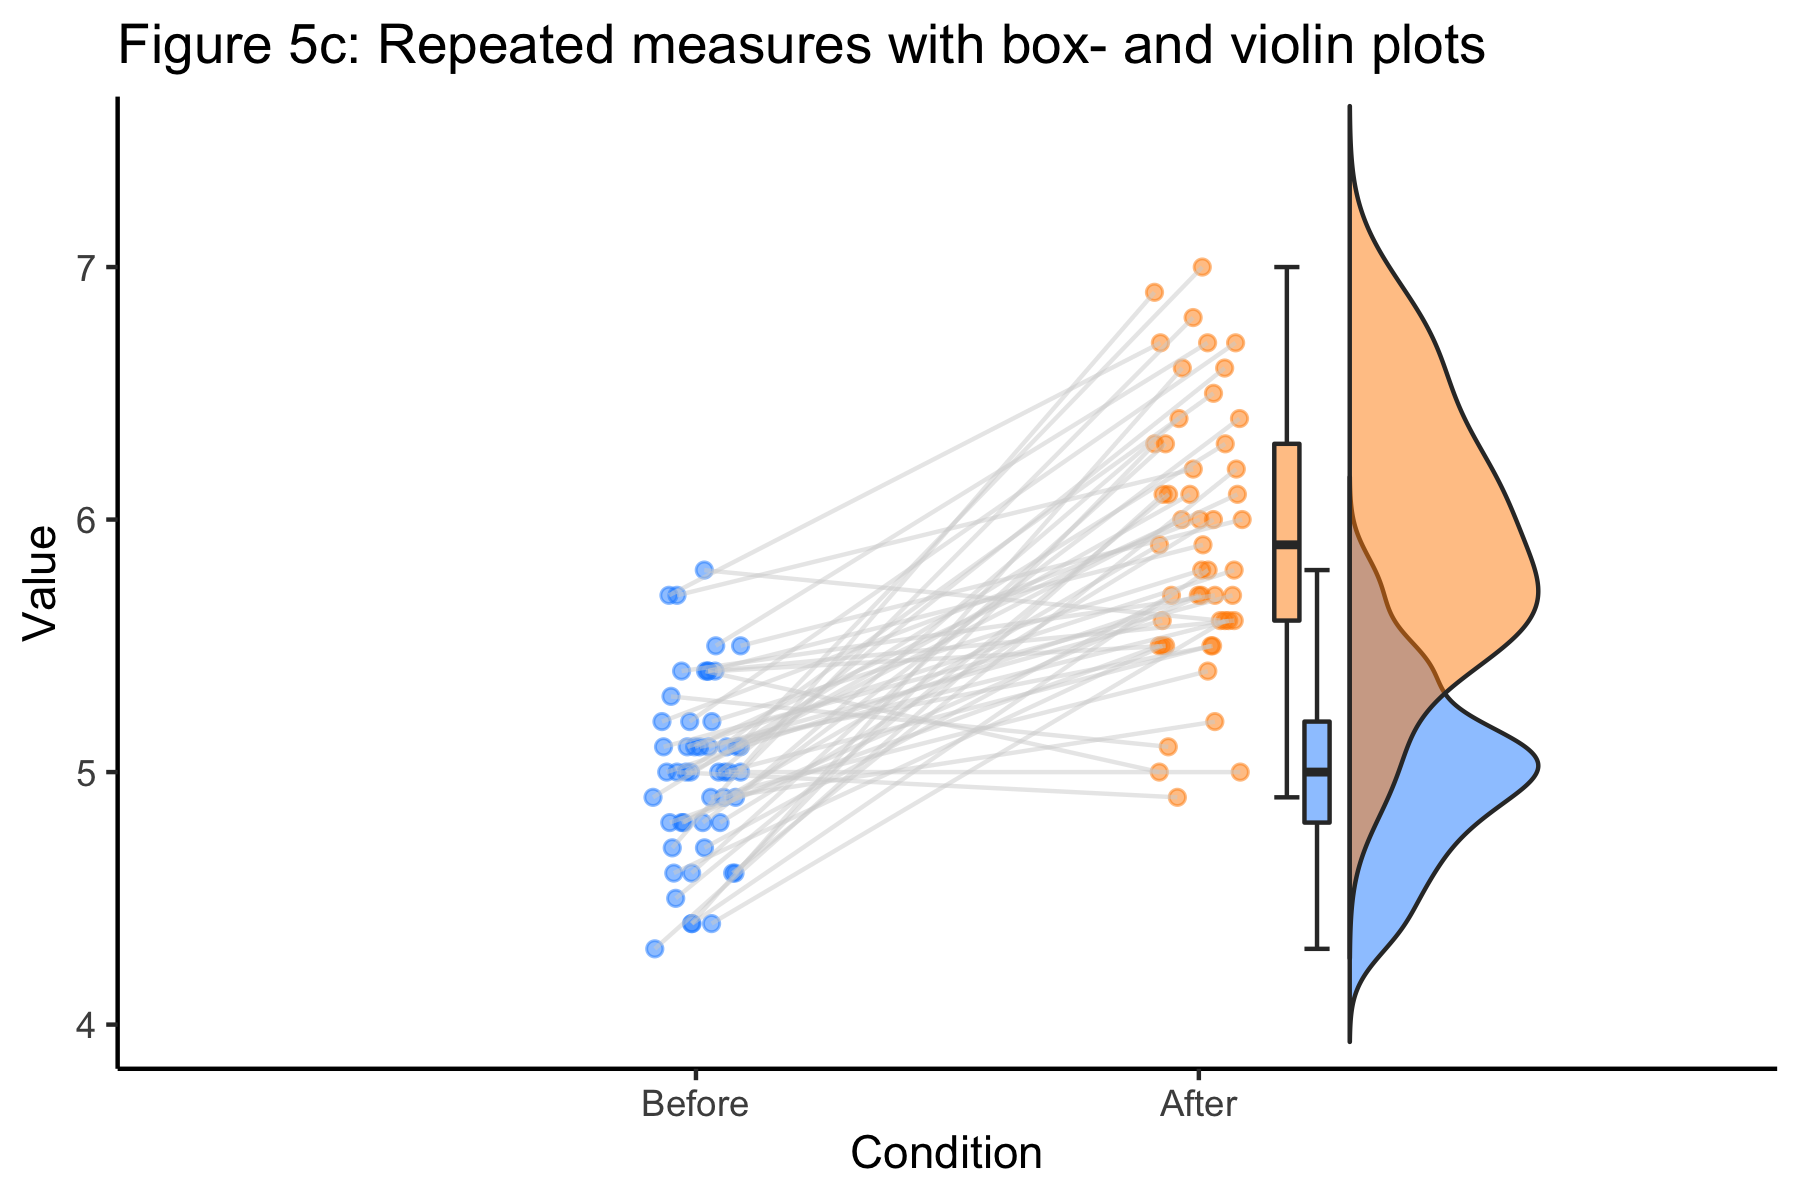 Figure 5c: Repeated measures with box- and violin plots
Value
7
6
5
4
Before After
Condition